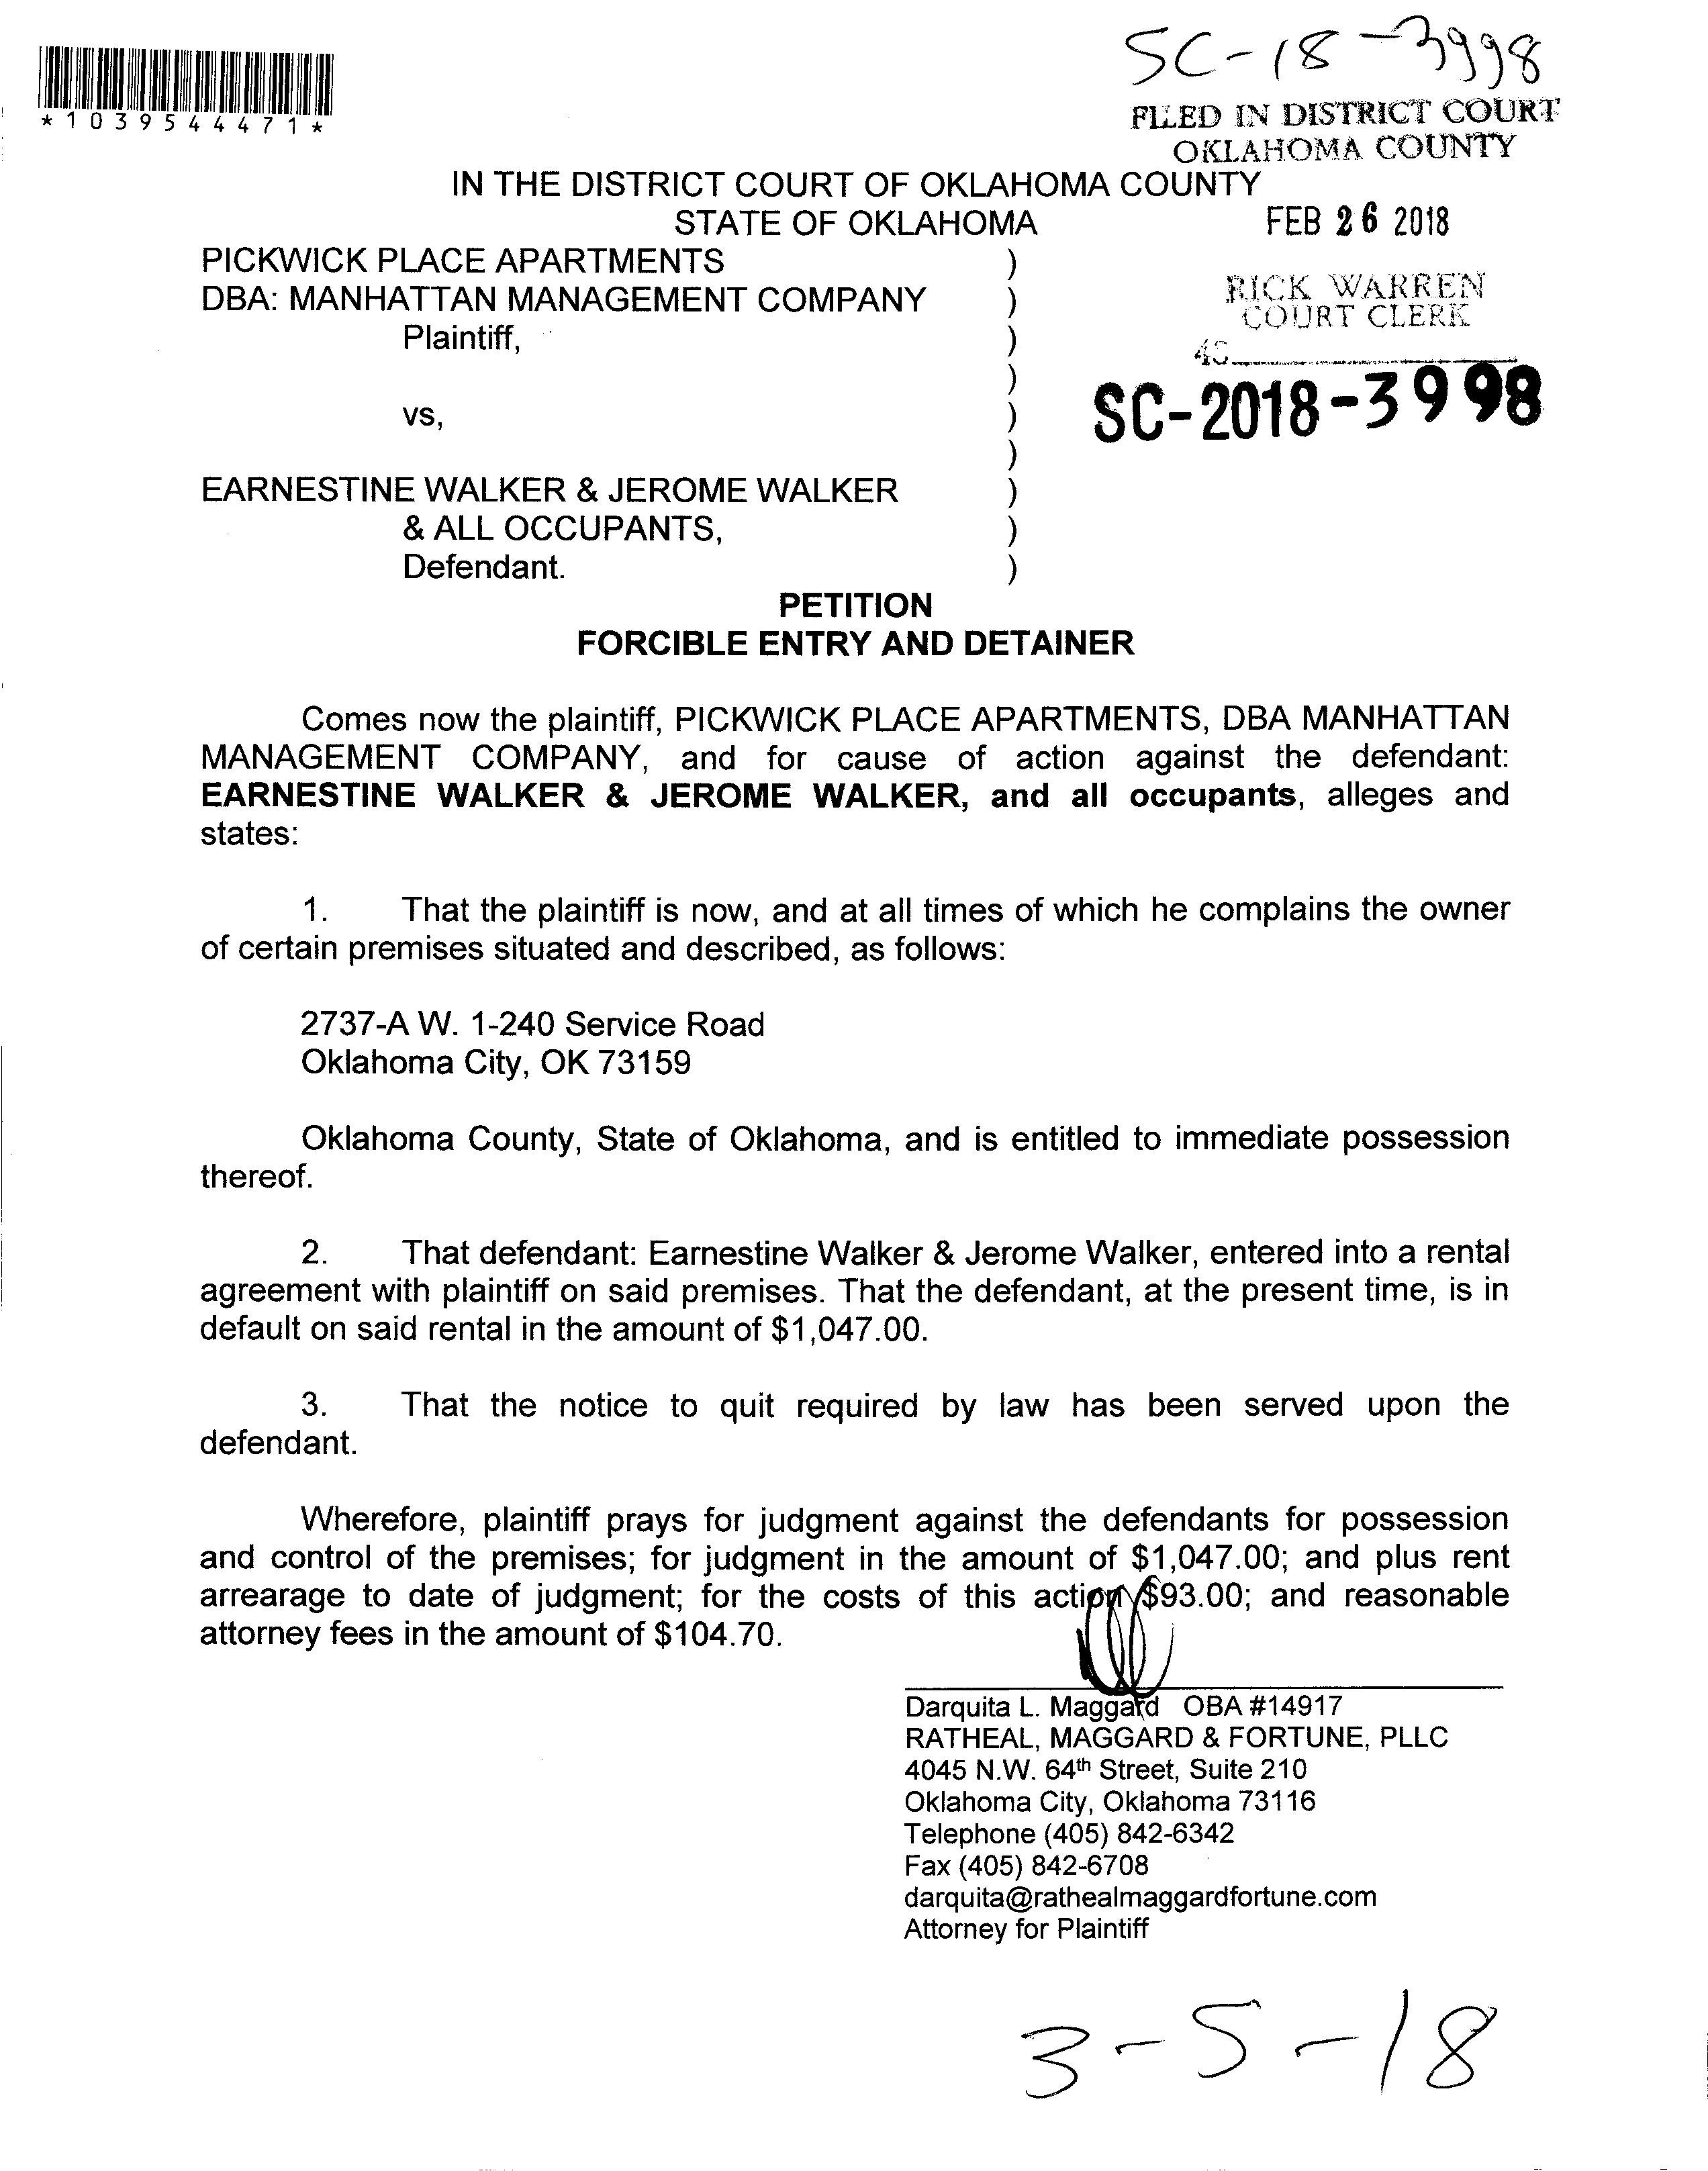 SC-18-3998
*1039544471*
FILED IN DISTRICT COURT
OKLAHOMA COUNTY
IN THE DISTRICT COURT OF OKLAHOMA COUNTY
STATE OF OKLAHOMA
FEB 26 2018
PICKWICK PLACE APARTMENTS )
DBA: MANHATTAN MANAGEMENT COMPANY )
RICK WARREN
COURT CLERK
Plaintiff, )
)
vs, )
SC-2018-3998
)
EARNESTINE WALKER & JEROME WALKER )
& ALL OCCUPANTS, )
Defendant. )
PETITION
FORCIBLE ENTRY AND DETAINER
Comes now the plaintiff, PICKWICK PLACE APARTMENTS, DBA MANHATTAN
MANAGEMENT COMPANY, and for cause of action against the defendant:
EARNESTINE WALKER & JEROME WALKER, and all occupants, alleges and
states:
1. That the plaintiff is now, and at all times of which he complains the owner
of certain premises situated and described, as follows:
2737-A W. 1-240 Service Road
Oklahoma City, OK 73159
Oklahoma County, State of Oklahoma, and is entitled to immediate possession
thereof.
2. That defendant: Earnestine Walker & Jerome Walker, entered into a rental
agreement with plaintiff on said premises. That the defendant, at the present time, is in
default on said rental in the amount of $1,047.00.
3. That the notice to quit required by law has been served upon the
defendant.
Wherefore, plaintiff prays for judgment against the defendants for possession
and control of the premises; for judgment in the amount of $1,047.00; and plus rent
arrearage to date of judgment; for the costs of this action $93.00; and reasonable
attorney fees in the amount of $104.70.
Darquita L. Maggard OBA #14917
RATHEAL, MAGGARD & FORTUNE, PLLC
4045 N.W. 64th Street, Suite 210
Oklahoma City, Oklahoma 73116
Telephone (405) 842-6342
Fax (405) 842-6708
darquita@rathealmaggardfortune.com
Attorney for Plaintiff
3-5-18